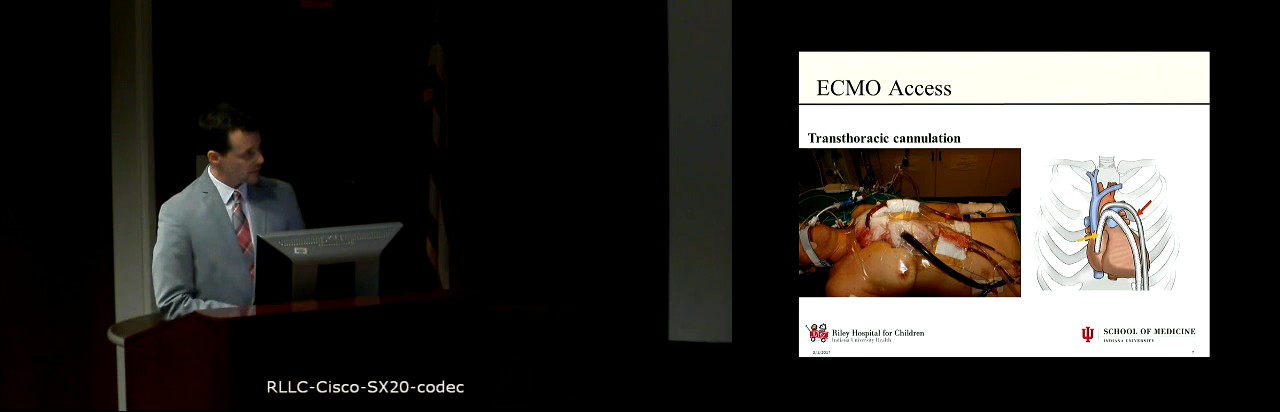 ECMO Access
Transthoracic cannulation
Riley Hospital for Children
Indiana University Health
SCHOOL OF MEDICINE
INDIANA UNIVERSITY
7
RLLC-Cisco-SX20-codec